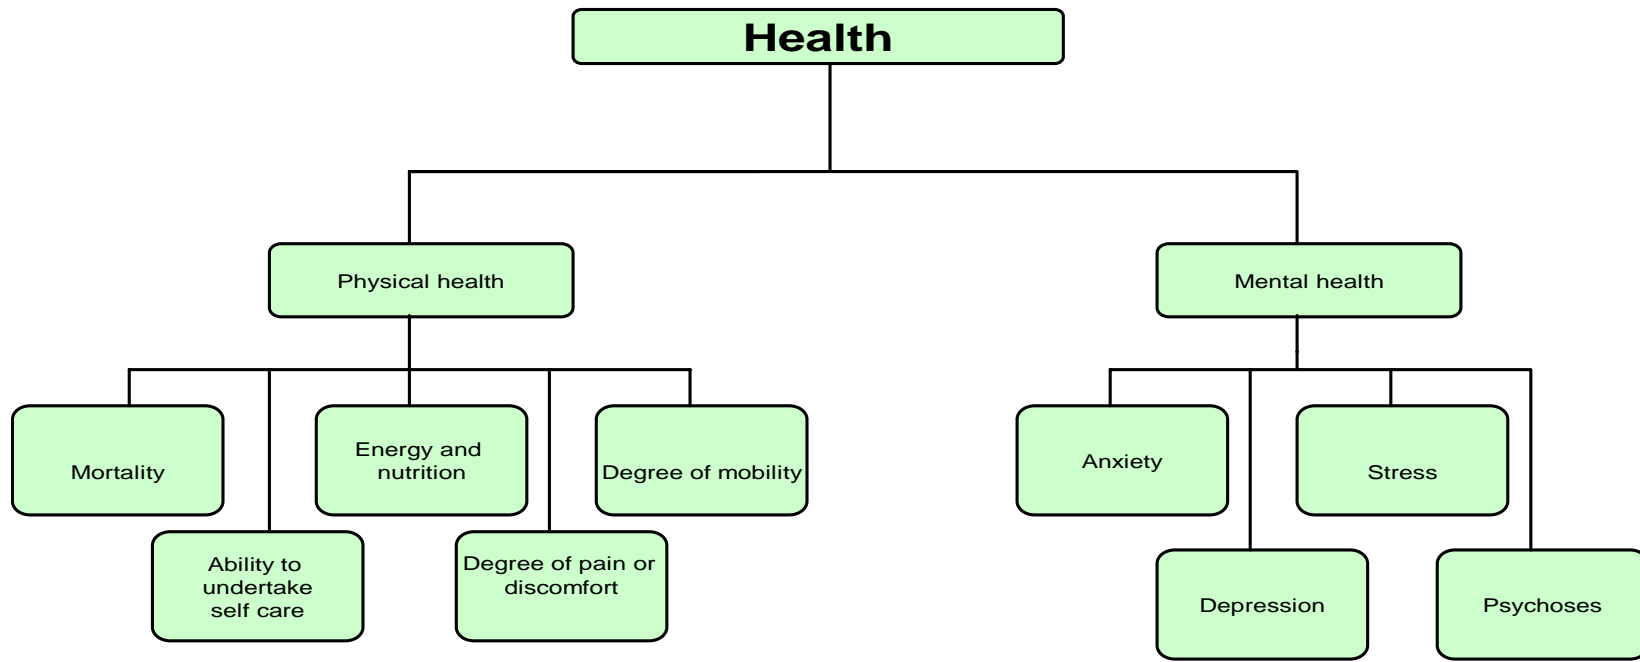 Health
Physical health
Mental health
Mortality
Energy and
nutrition
Degree of mobility
Ability to
undertake
self care
Degree of pain or
discomfort
Anxiety
Stress
Depression
Psychoses